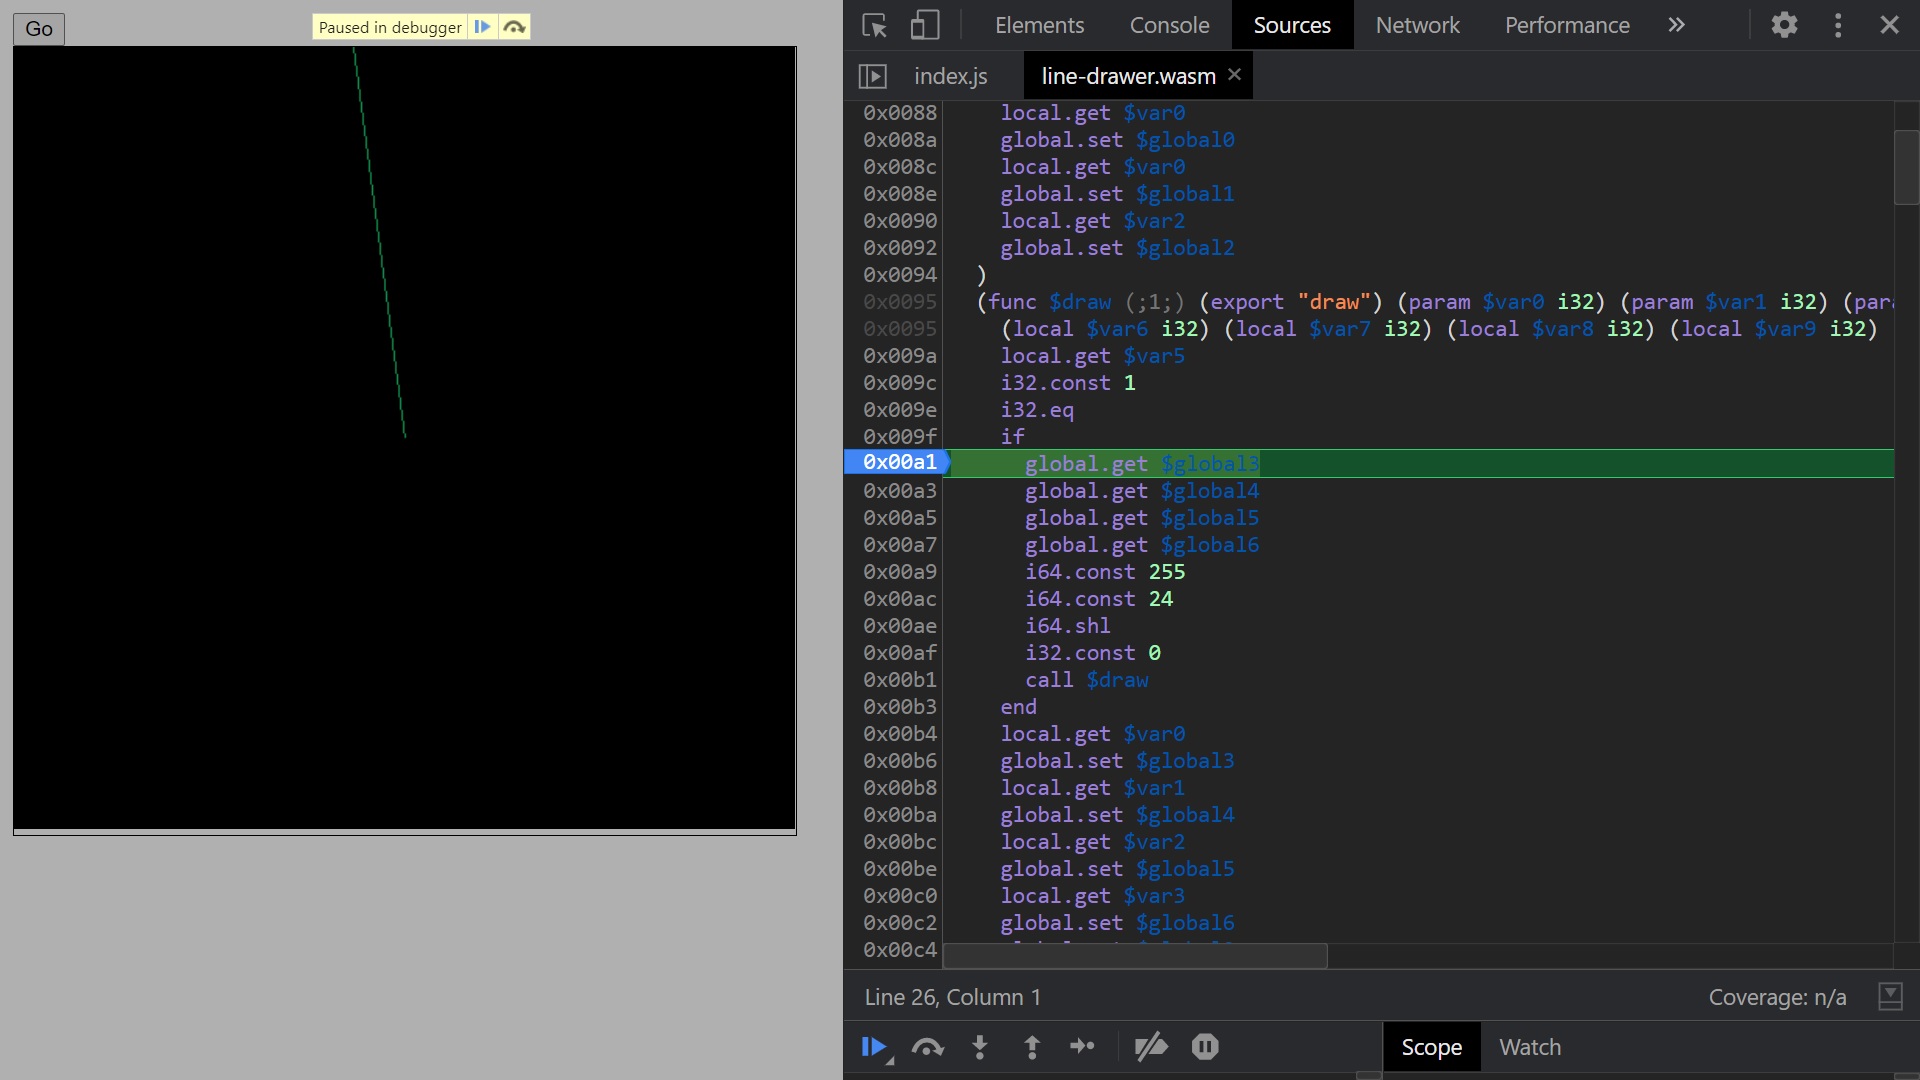 Go
Paused in debugger
Elements Console Sources Network Performance
index.js line-drawer.wasm
0x0088 local.get $var0
0x008a global.set $global0
0x008c local.get $var0
0x008e global.set $global1
0x0090 local.get $var2
0x0092 global.set $global2
0x0094 )
0x0095 (func $draw (;1;) (export "draw") (param $var0 i32) (param $var1 i32) (para
0x0095 (local $var6 i32) (local $var7 i32) (local $var8 i32) (local $var9 i32)
0x009a local.get $var5
0x009c i32.const 1
0x009e i32.eq
0x009f if
0x00a1 global.get $global3
0x00a3 global.get $global4
0x00a5 global.get $global5
0x00a7 global.get $global6
0x00a9 i64.const 255
0x00ac i64.const 24
0x00ae i64.shl
0x00af i32.const 0
0x00b1 call $draw
0x00b3 end
0x00b4 local.get $var0
0x00b6 global.set $global3
0x00b8 local.get $var1
0x00ba global.set $global4
0x00bc local.get $var2
0x00be global.set $global5
0x00c0 local.get $var3
0x00c2 global.set $global6
0x00c4
Line 26, Column 1 Coverage: n/a
Scope Watch